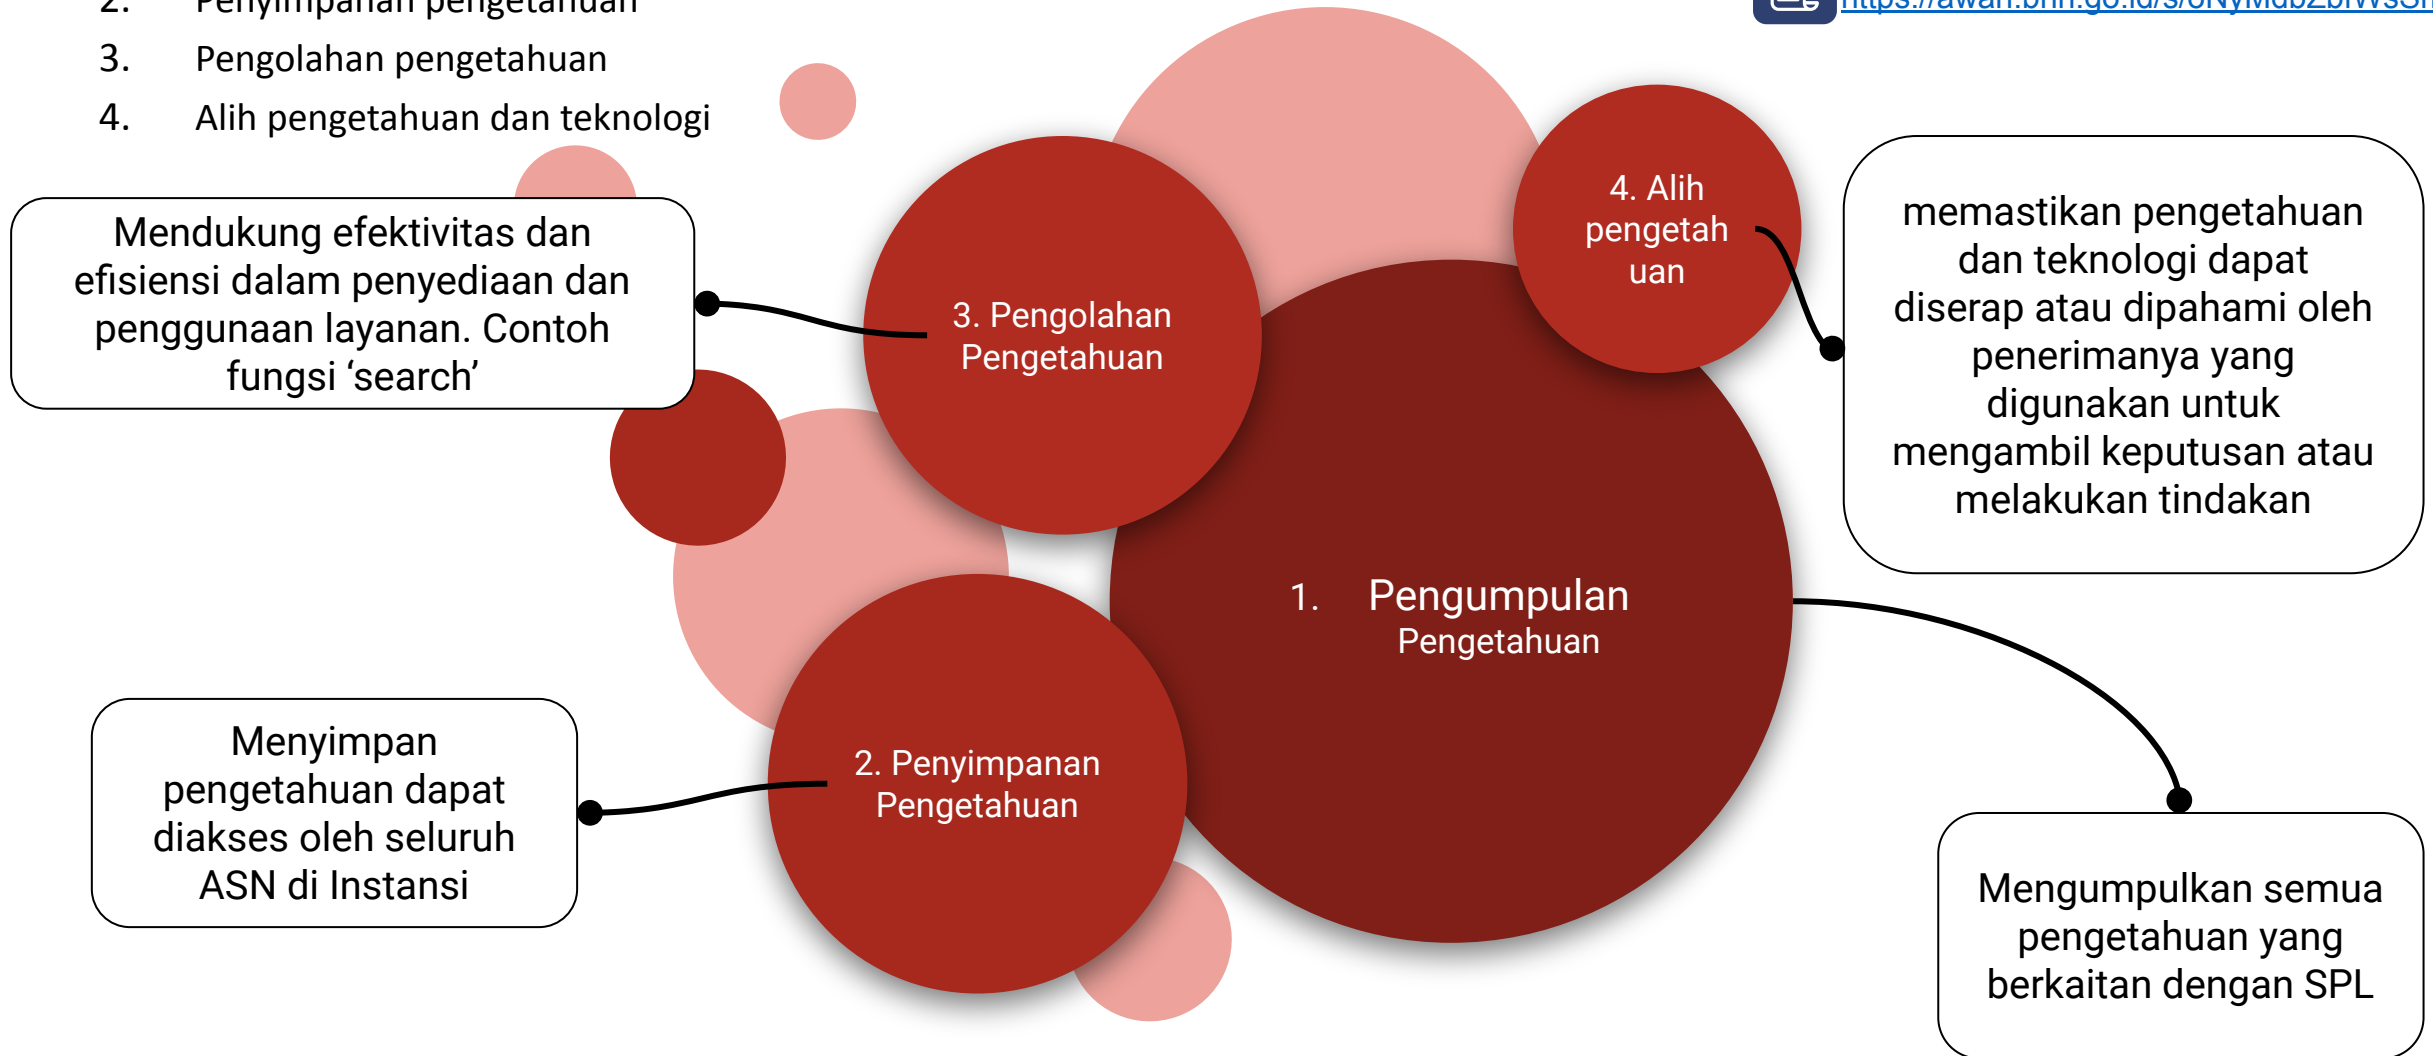 2. Penyimpanan pengetahuan
3. Pengolahan pengetahuan
4. Alih pengetahuan dan teknologi
Mendukung efektivitas dan
efisiensi dalam penyediaan dan
penggunaan layanan. Contoh
fungsi ‘search’
3. Pengolahan
Pengetahuan
4. Alih
pengetah
uan
memastikan pengetahuan
dan teknologi dapat
diserap atau dipahami oleh
penerimanya yang
digunakan untuk
mengambil keputusan atau
melakukan tindakan
1. Pengumpulan
Pengetahuan
2. Penyimpanan
Pengetahuan
Menyimpan
pengetahuan dapat
diakses oleh seluruh
ASN di Instansi
Mengumpulkan semua
pengetahuan yang
berkaitan dengan SPL